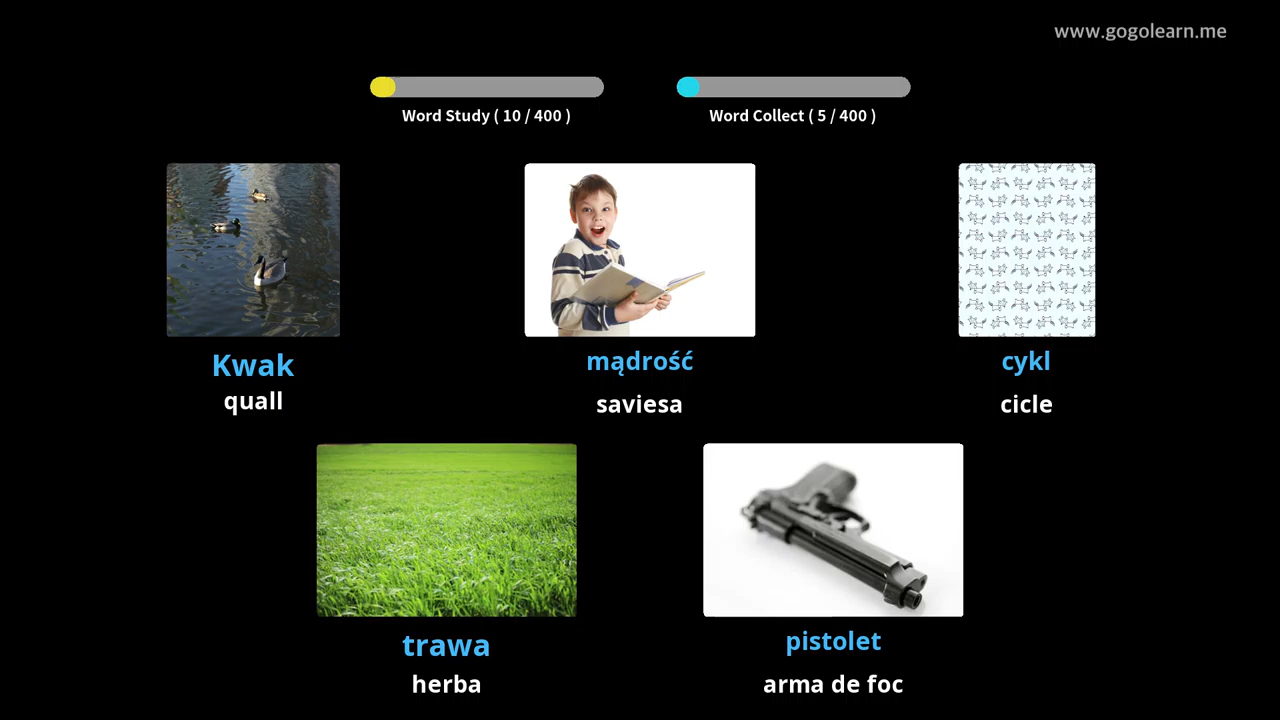 www.gogolearn.me
Word Study ( 10 / 400 )
Word Collect ( 5 / 400 )
Kwak
quall
mądrość
saviesa
cykl
cicle
trawa
herba
pistolet
arma de foc